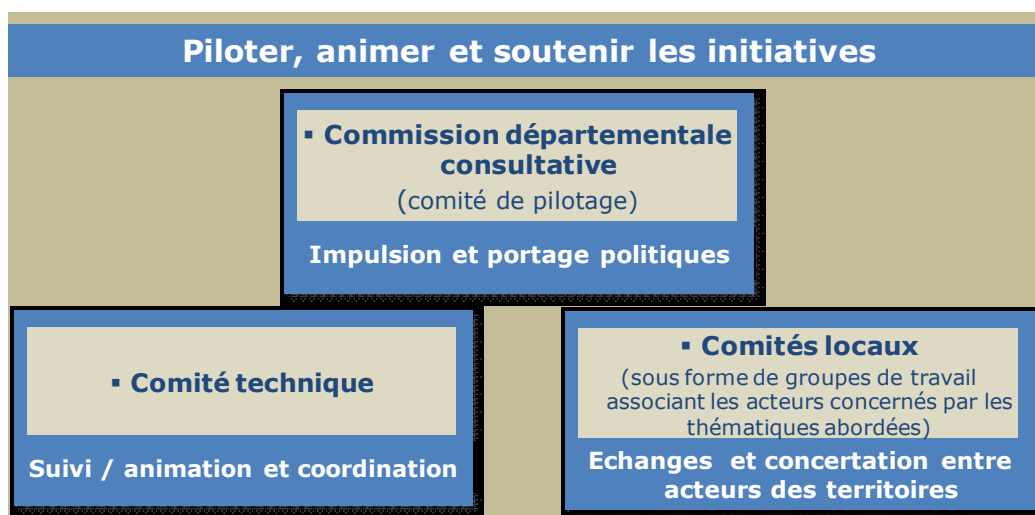 Piloter, animer et soutenir les initiatives
▪ Commission départementale
consultative
(comité de pilotage)
Impulsion et portage politiques
▪ Comité technique
Suivi / animation et coordination
▪ Comités locaux
(sous forme de groupes de travail
associant les acteurs concernés par les
thématiques abordées)
Echanges et concertation entre
acteurs des territoires